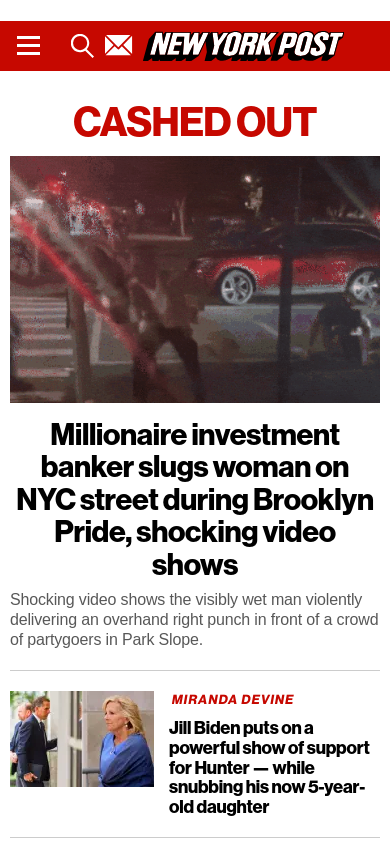 NEW YORK POST
CASHED OUT
Millionaire investment
banker slugs woman on
NYC street during Brooklyn
Pride, shocking video
shows
Shocking video shows the visibly wet man violently
delivering an overhand right punch in front of a crowd
of partygoers in Park Slope.
MIRANDA DEVINE
Jill Biden puts on a
powerful show of support
for Hunter — while
snubbing his now 5-year-
old daughter